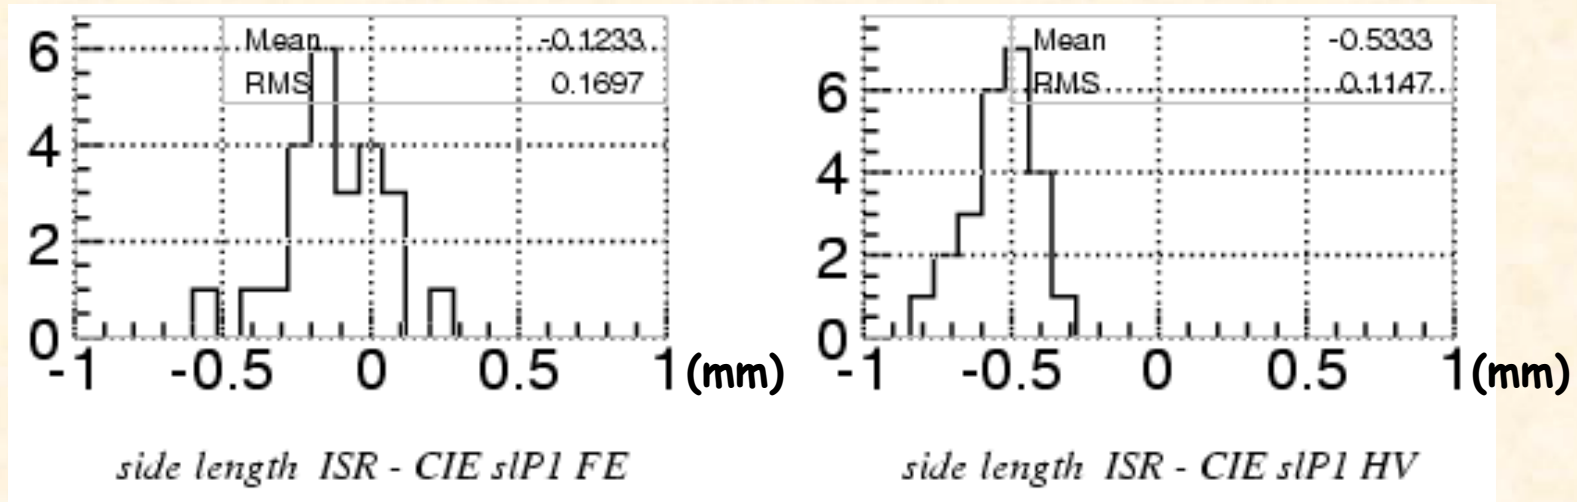 Mean -0.1233
RMS 0.1697
6
4
2
0
-1 -0.5 0 0.5 1 (mm)
side length ISR - CIE slP1 FE
Mean -0.5333
RMS 0.1147
6
4
2
0
-1 -0.5 0 0.5 1 (mm)
side length ISR - CIE slP1 HV